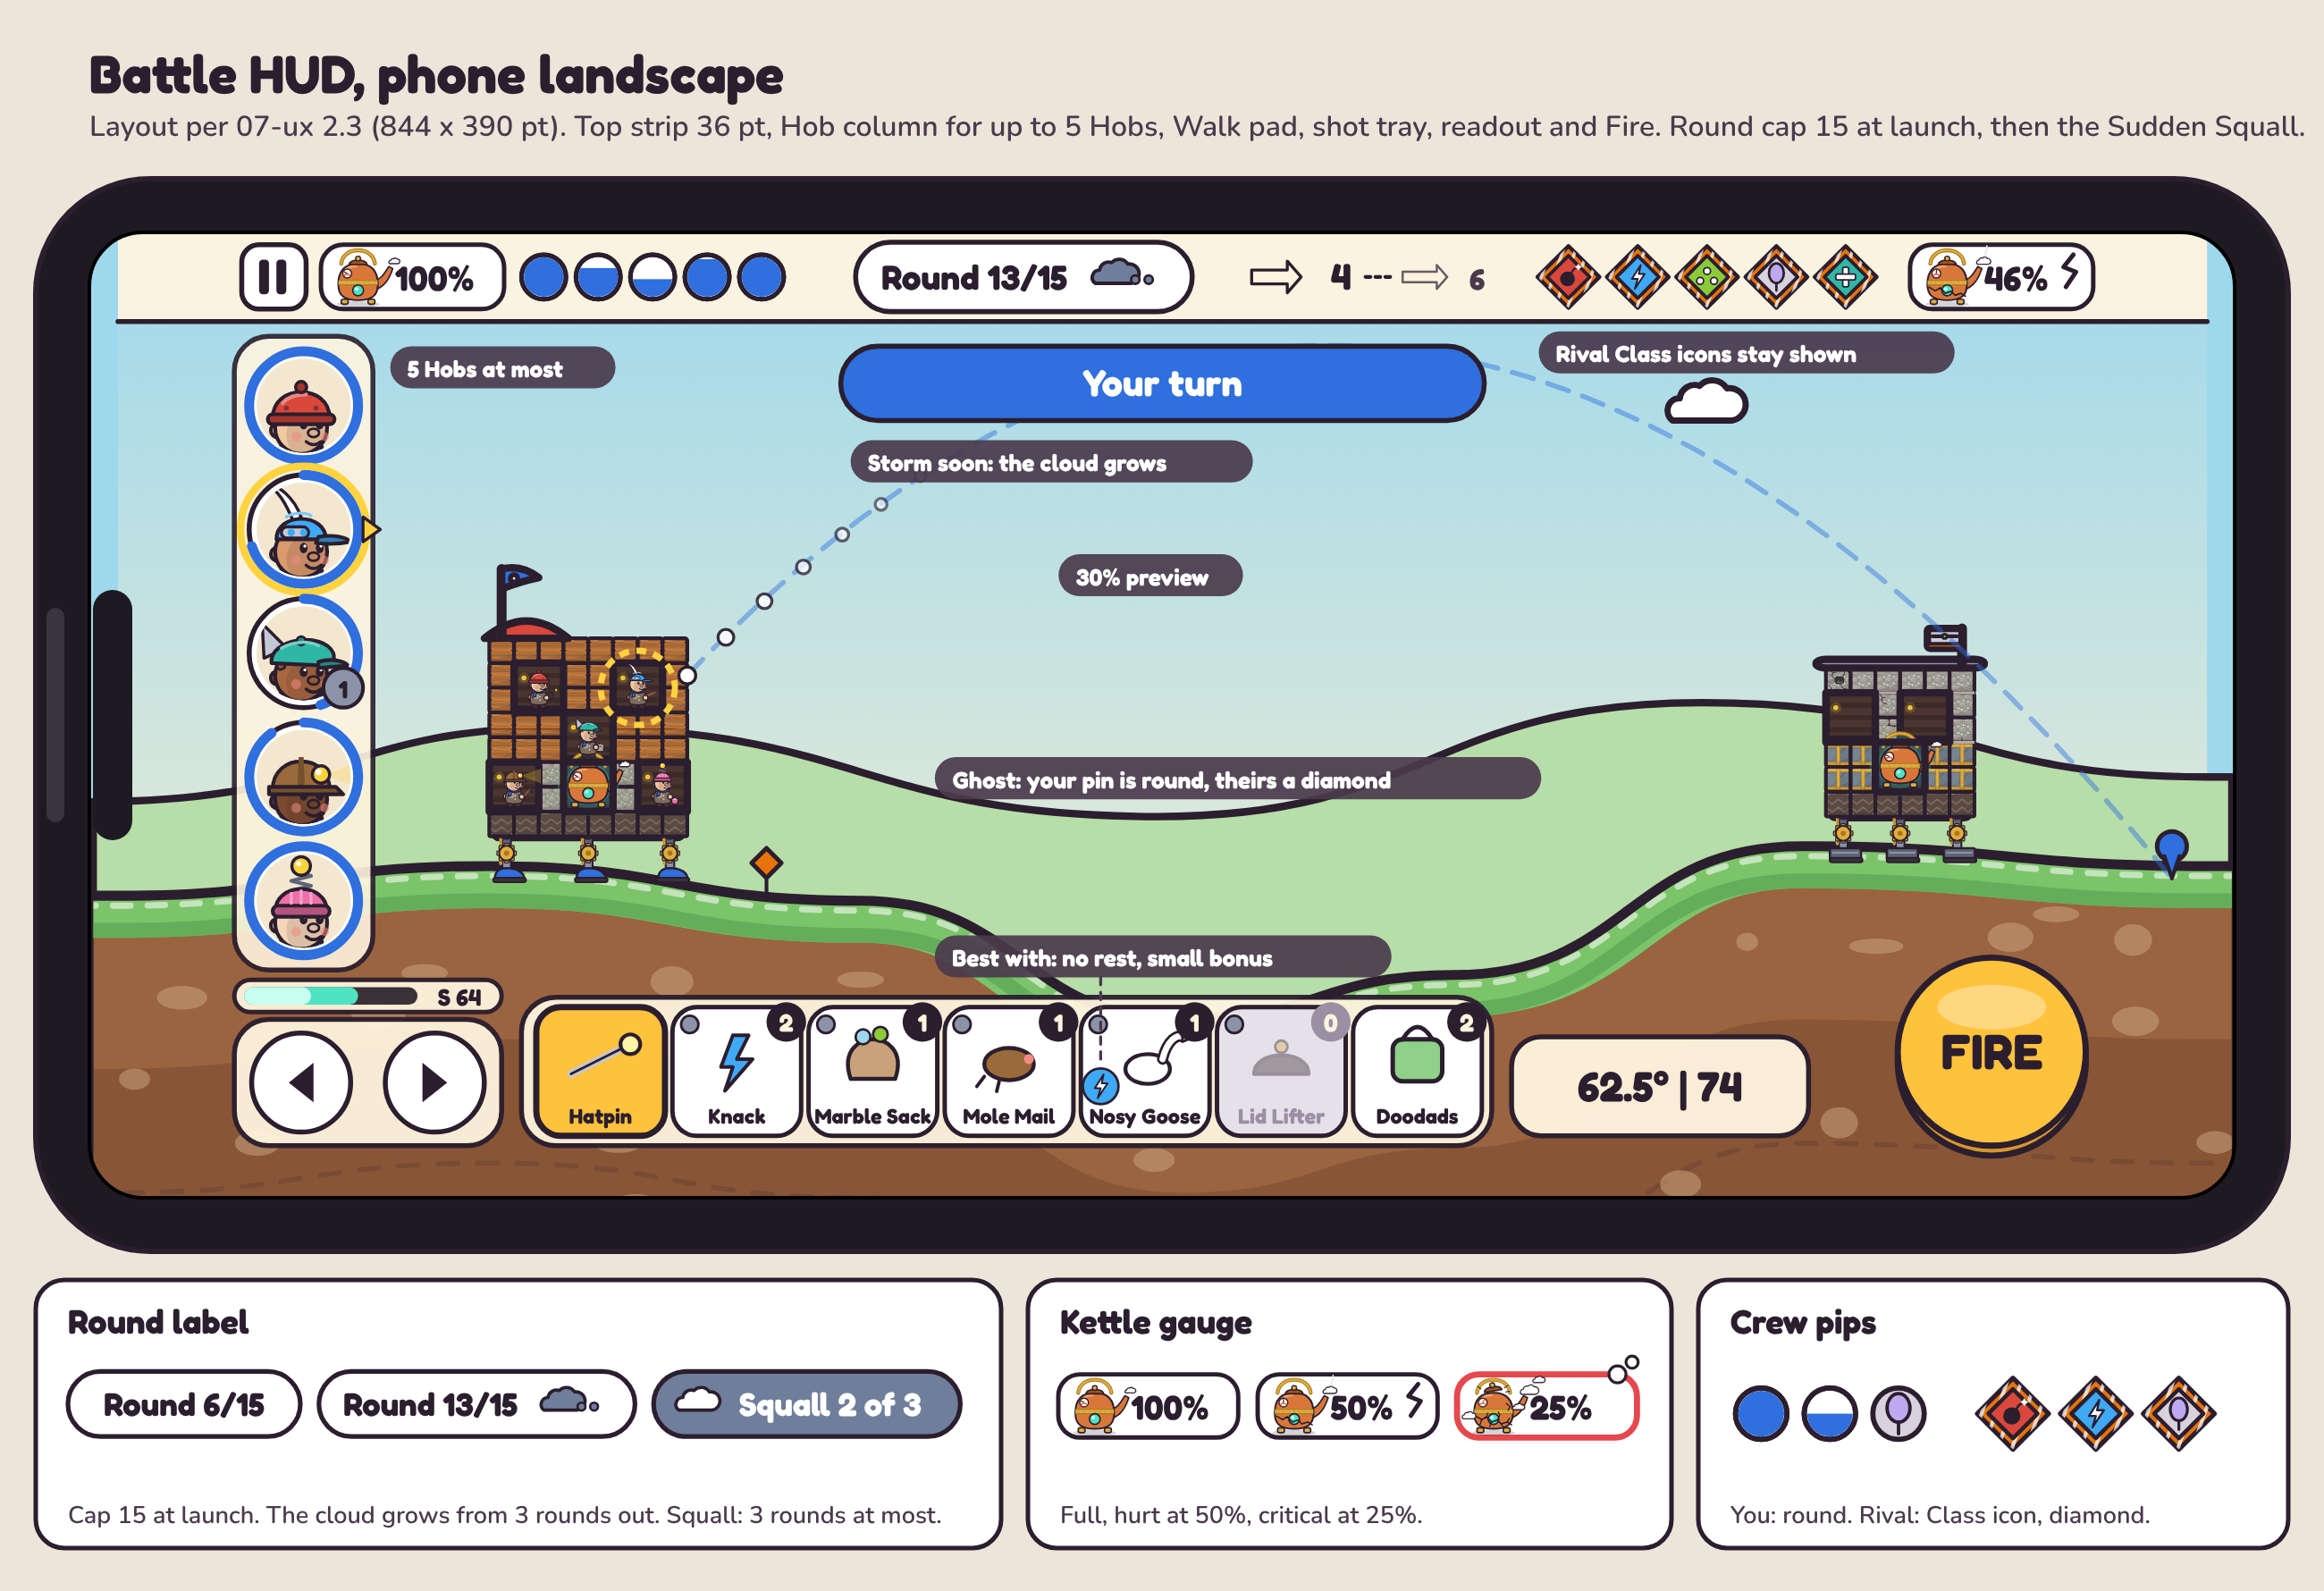 Battle HUD, phone landscape
Layout per 07-ux 2.3 (844 x 390 pt). Top strip 36 pt, Hob column for up to 5 Hobs, Walk pad, shot tray, readout and Fire. Round cap 15 at launch, then the Sudden Squall.
100%
Round 13/15
4
6
46%
5 Hobs at most
Your turn
Rival Class icons stay shown
Storm soon: the cloud grows
30% preview
1
Ghost: your pin is round, theirs a diamond
Best with: no rest, small bonus
S 64
2
1
1
1
0
2
Hatpin
Knack
Marble Sack
Mole Mail
Nosy Goose
Lid Lifter
Doodads
62.5° | 74
FIRE
Round label
Round 6/15
Round 13/15
Squall 2 of 3
Cap 15 at launch. The cloud grows from 3 rounds out. Squall: 3 rounds at most.
Kettle gauge
100%
50%
25%
Full, hurt at 50%, critical at 25%.
Crew pips
You: round. Rival: Class icon, diamond.